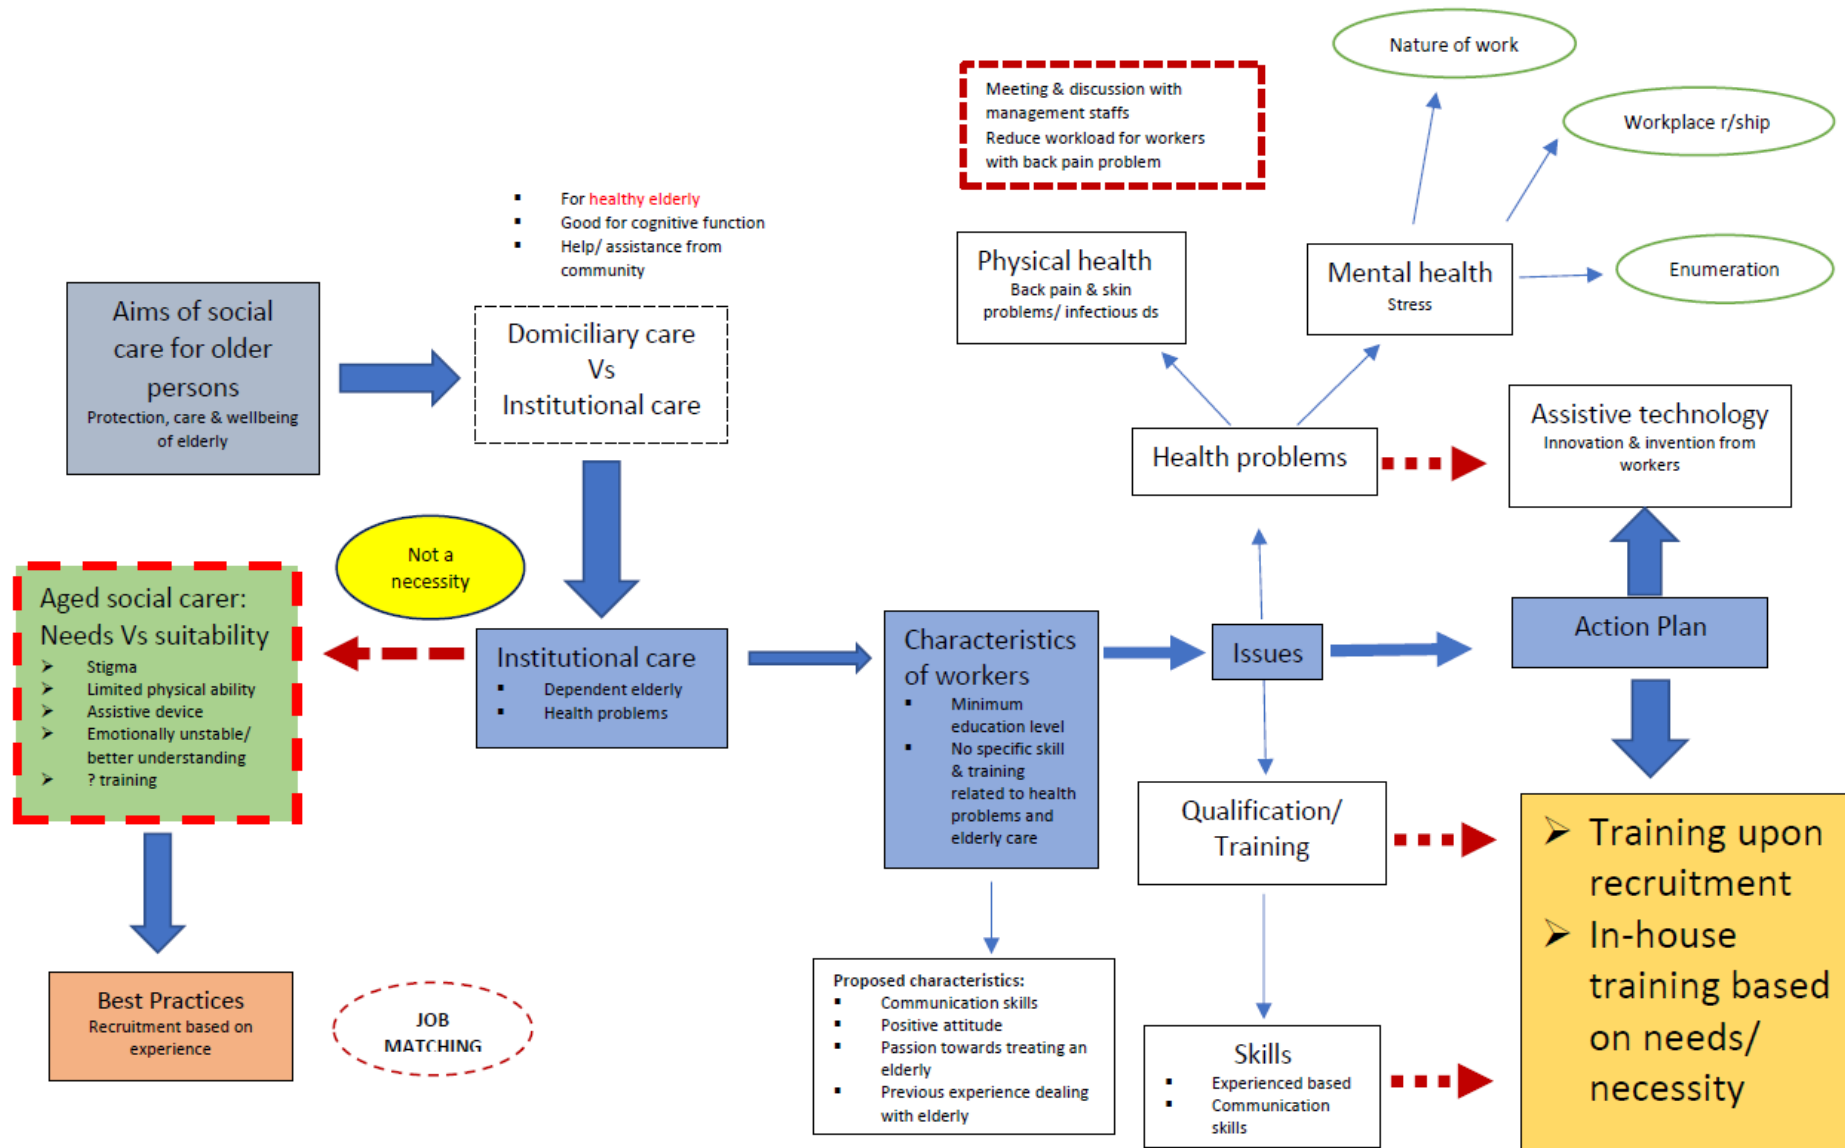 Nature of work
Meeting & discussion with
management staffs
Reduce workload for workers
with back pain problem
Workplace r/ship
For healthy elderly
Good for cognitive function
Help/ assistance from
community
Physical health
Back pain & skin
problems/ infectious ds
Mental health
Stress
Enumeration
Aims of social
care for older
persons
Protection, care & wellbeing
of elderly
Domiciliary care
Vs
Institutional care
Health problems
Assistive technology
Innovation & invention from
workers
Not a
necessity
Aged social carer:
Needs Vs suitability
Stigma
Limited physical ability
Assistive device
Emotionally unstable/
better understanding
? training
Institutional care
Dependent elderly
Health problems
Characteristics
of workers
Minimum
education level
No specific skill
& training
related to health
problems and
elderly care
Issues
Action Plan
Qualification/
Training
Training upon
recruitment
In-house
training based
on needs/
necessity
Best Practices
Recruitment based on
experience
JOB
MATCHING
Proposed characteristics:
Communication skills
Positive attitude
Passion towards treating an
elderly
Previous experience dealing
with elderly
Skills
Experienced based
Communication
skills